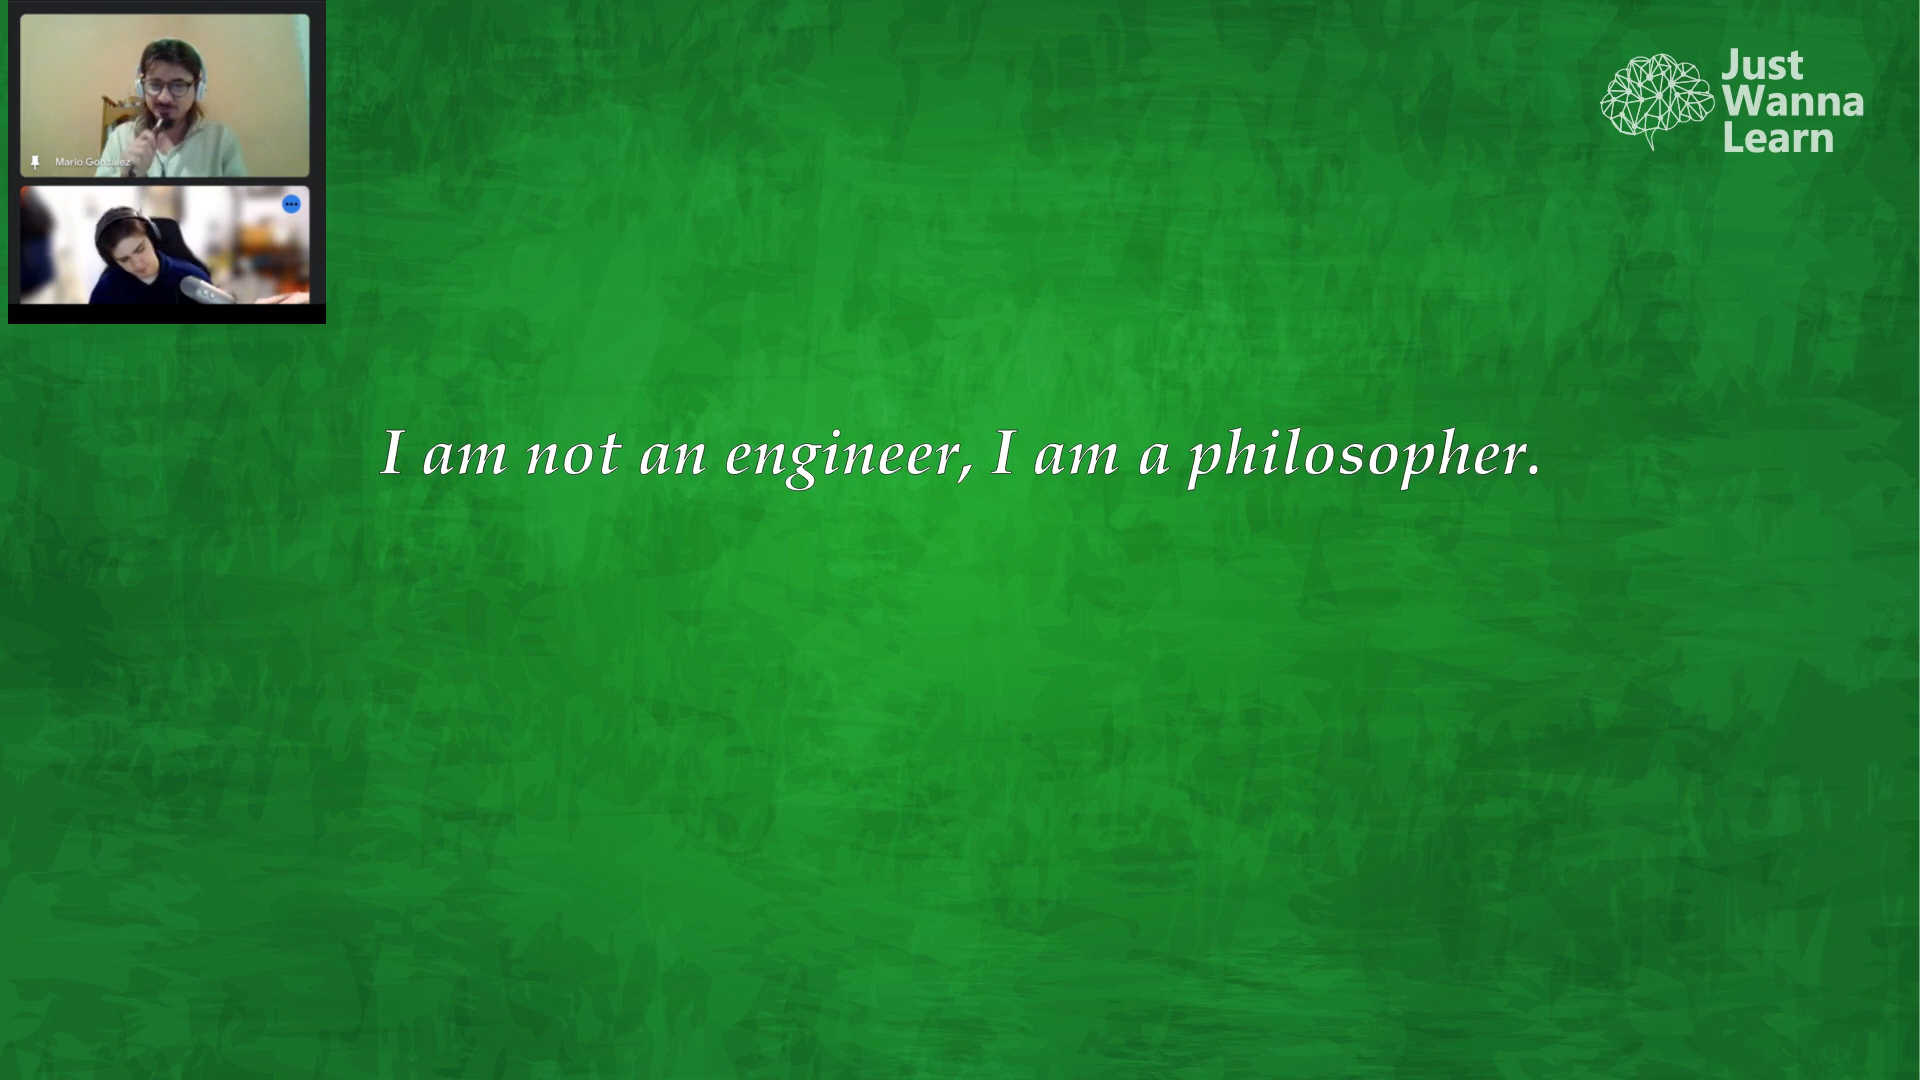 Mario Gonzalez
Just
Wanna
Learn
I am not an engineer, I am a philosopher.